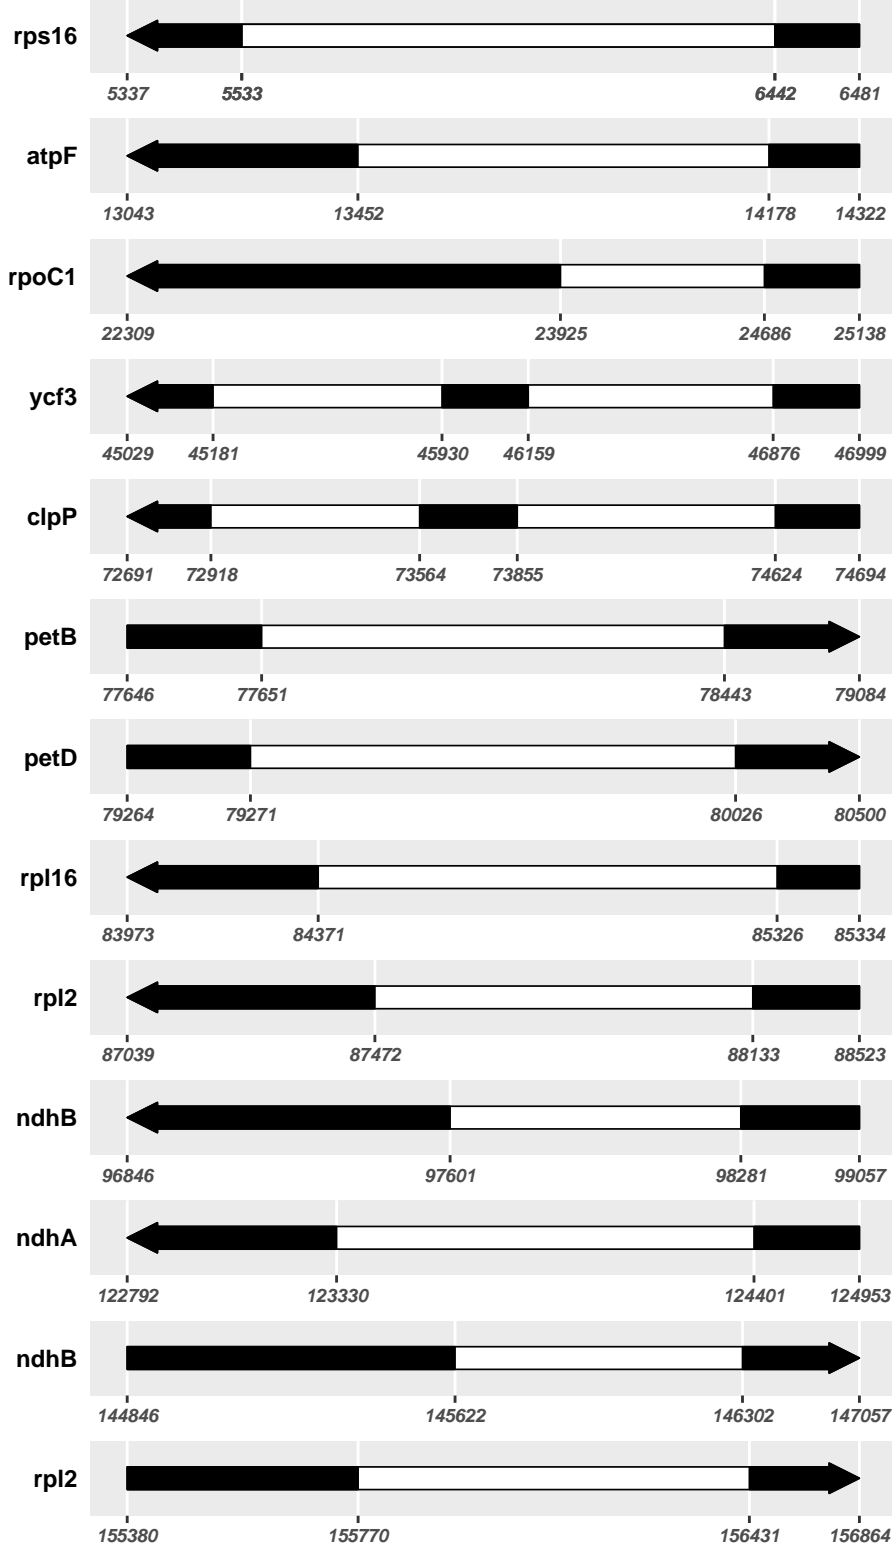 rps16
5337 5533 6442 6481
atpF
13043 13452 14178 14322
rpoC1
22309 23925 24686 25138
ycf3
45029 45181 45930 46159 46876 46999
clpP
72691 72918 73564 73855 74624 74694
petB
77646 77651 78443 79084
petD
79264 79271 80026 80500
rpl16
83973 84371 85326 85334
rpl2
87039 87472 88133 88523
ndhB
96846 97601 98281 99057
ndhA
122792 123330 124401 124953
ndhB
144846 145622 146302 147057
rpl2
155380 155770 156431 156864